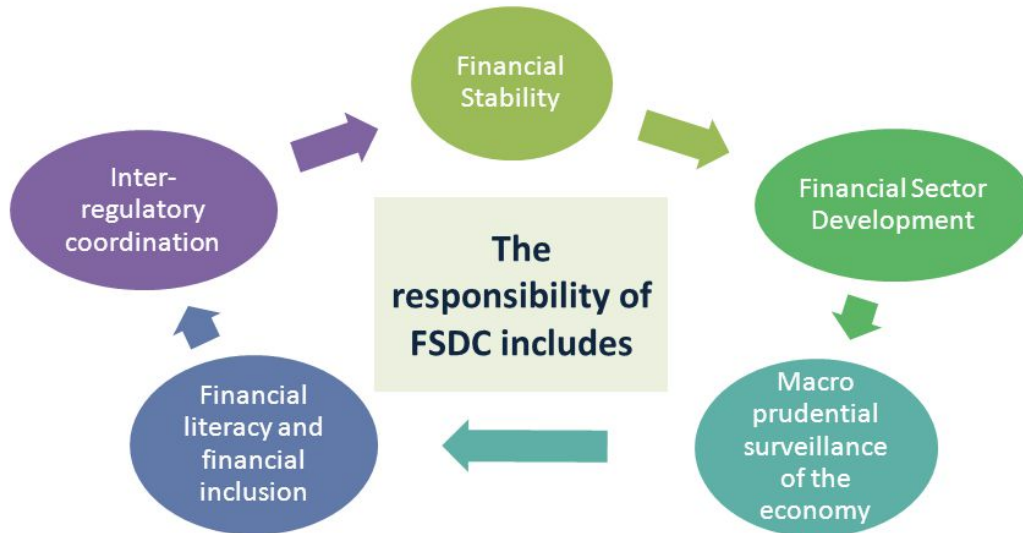 Financial
Stability
Financial Sector
Development
Macro
prudential
surveillance
of the
economy
Financial
literacy and
financial
inclusion
Inter-
regulatory
coordination
The
responsibility of
FSDC includes